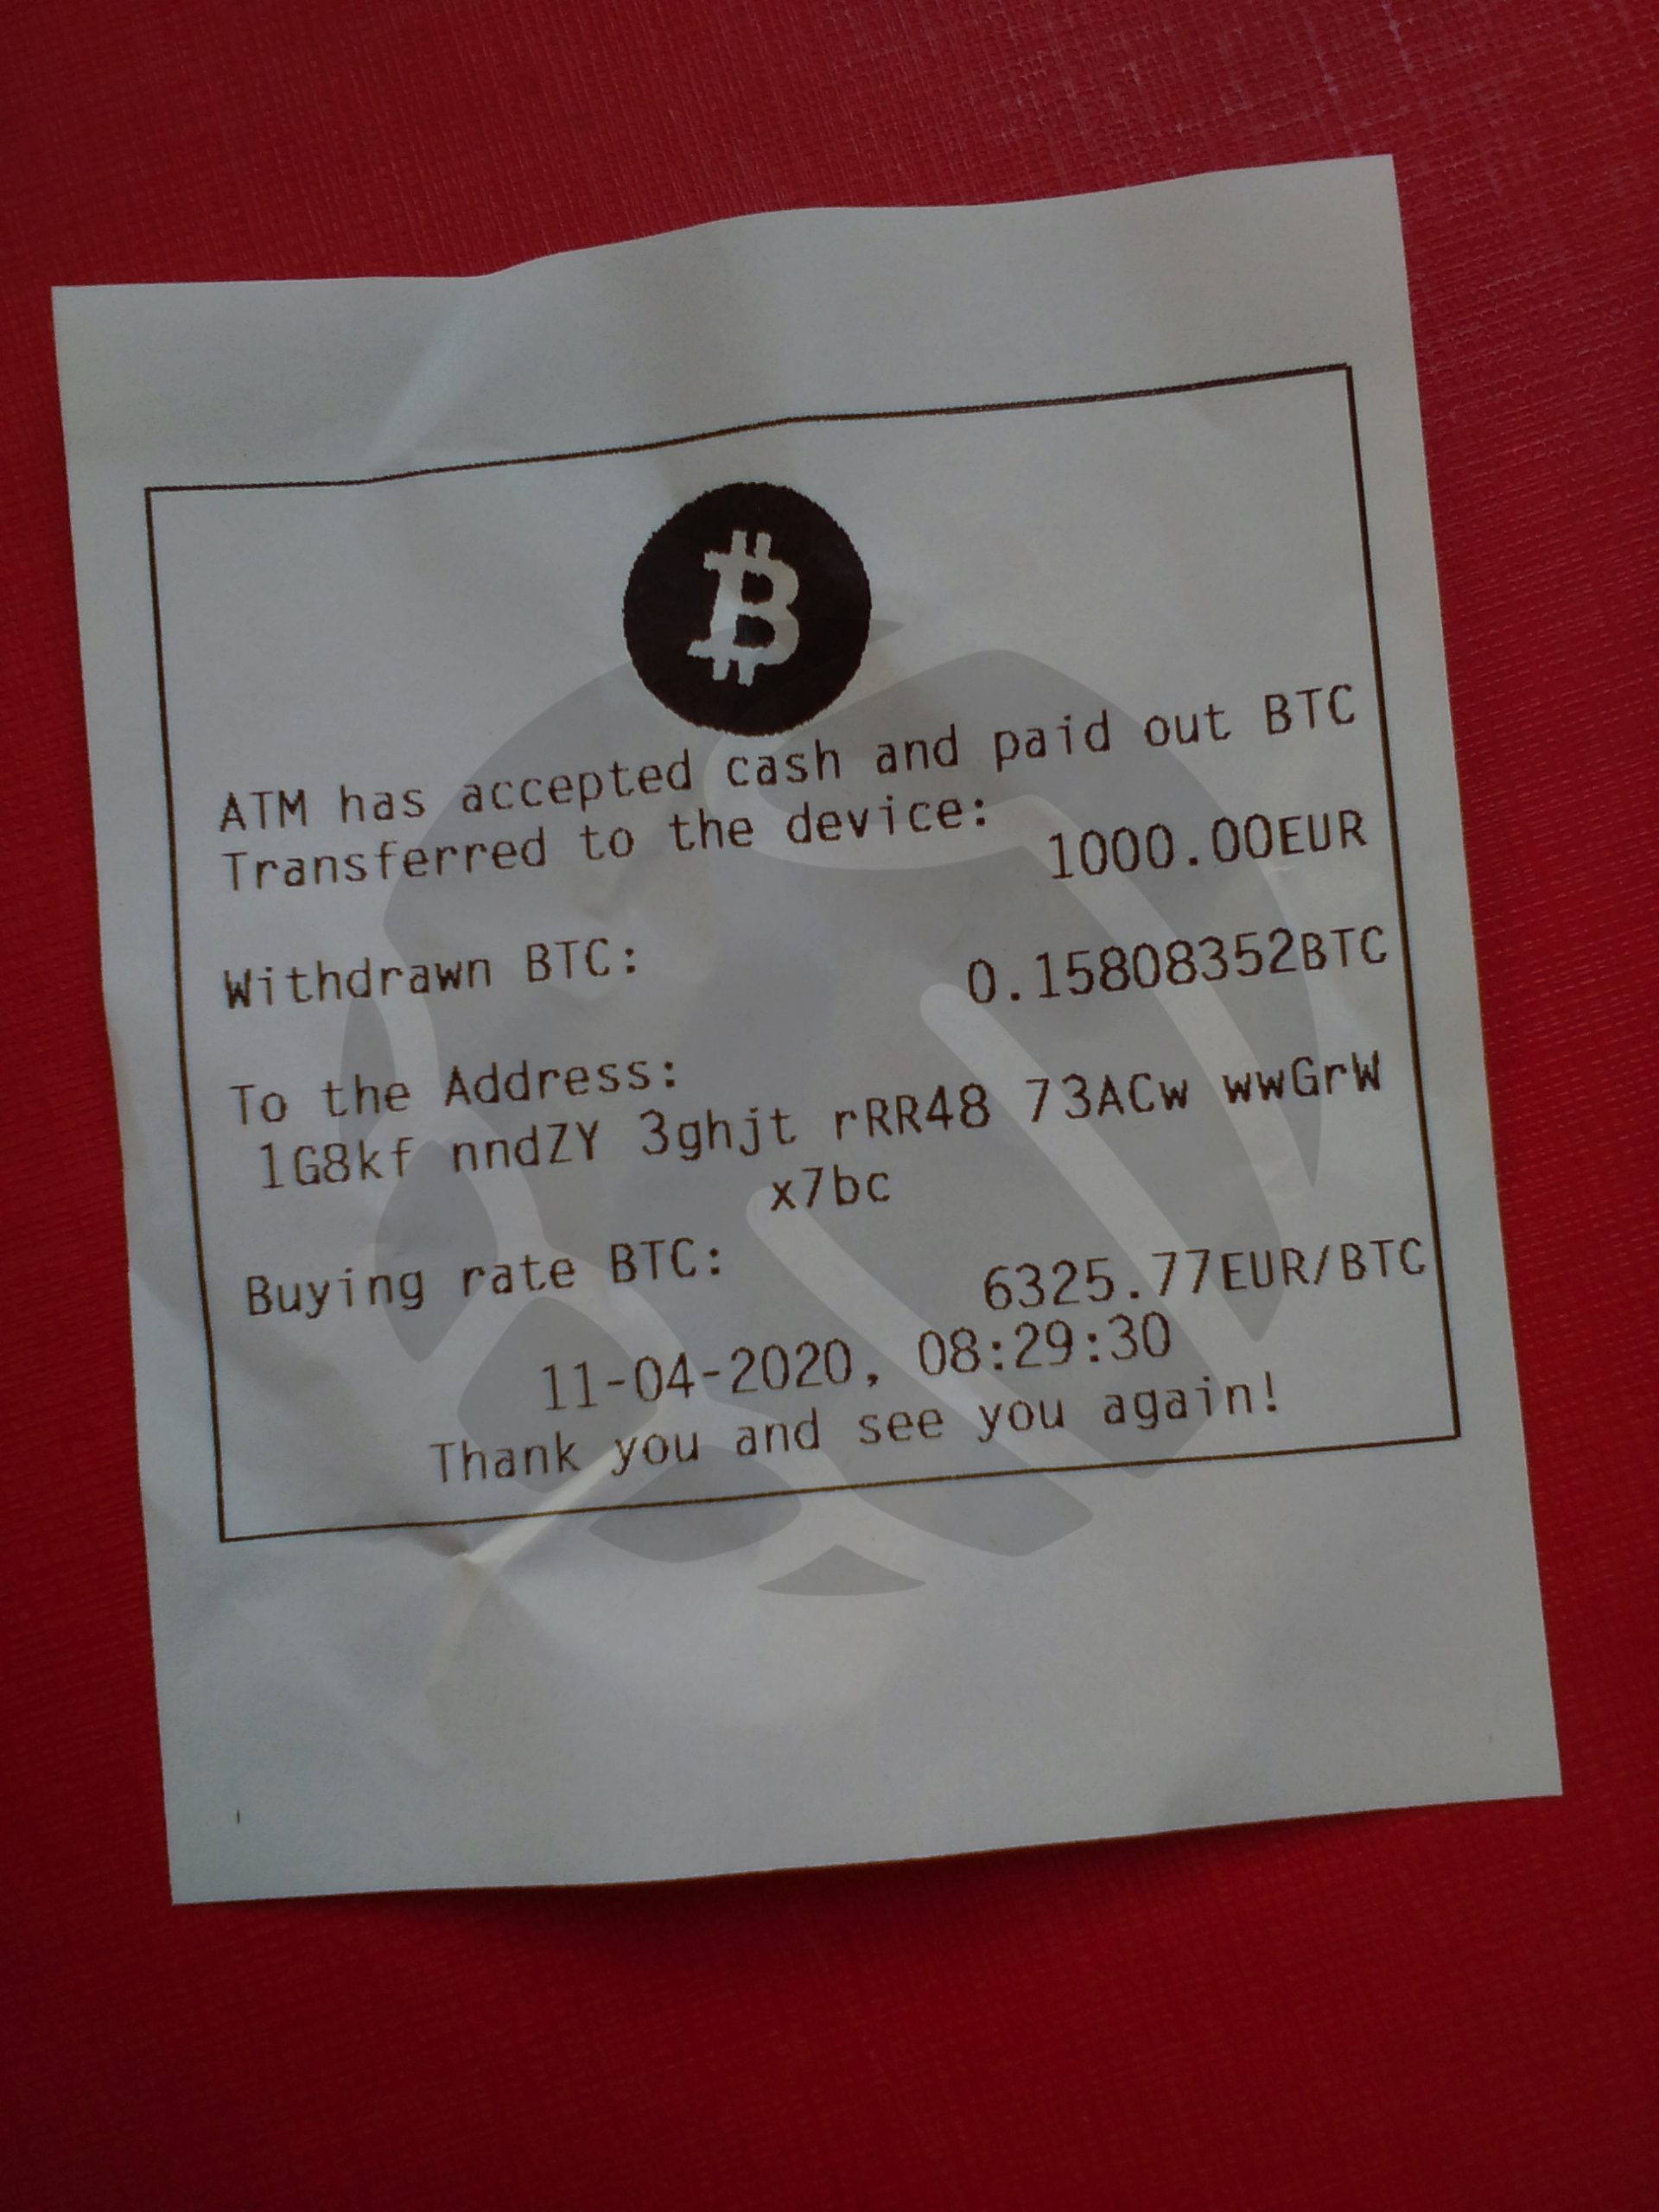 ATM has accepted cash and paid out BTC
Transferred to the device:
1000.00EUR
Withdrawn BTC:
0.15808352BTC
To the Address:
1G8kf nndZY 3ghjt rRR48 73ACw wwGrW
x7bc
Buying rate BTC:
6325.77EUR/BTC
11-04-2020, 08:29:30
Thank you and see you again!